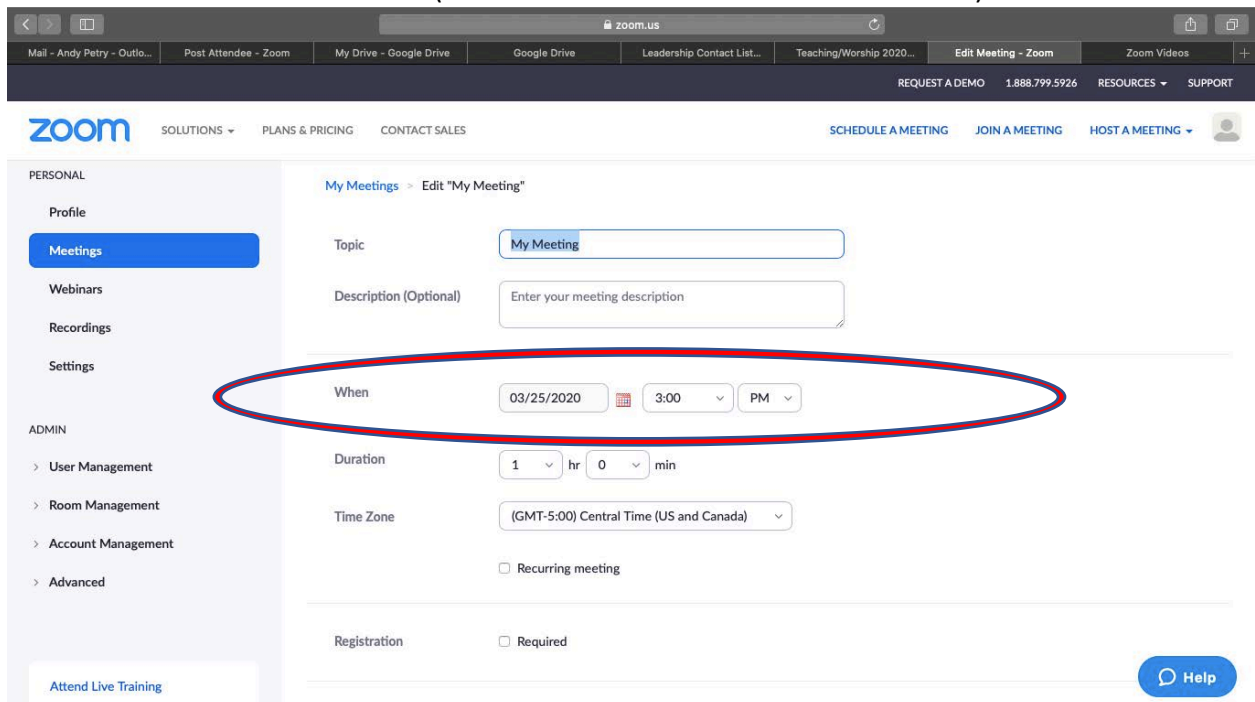 zoom.us
Mail - Andy Petry - Outlo... Post Attendee - Zoom My Drive - Google Drive Google Drive Leadership Contact List... Teaching/Worship 2020... Edit Meeting - Zoom Zoom Videos +
REQUEST A DEMO 1.888.799.5926 RESOURCES SUPPORT
zoom SOLUTIONS PLANS & PRICING CONTACT SALES SCHEDULE A MEETING JOIN A MEETING HOST A MEETING
PERSONAL
Profile
Meetings
Webinars
Recordings
Settings
ADMIN
> User Management
> Room Management
> Account Management
> Advanced
Attend Live Training
My Meetings > Edit "My Meeting"
Topic My Meeting
Description (Optional) Enter your meeting description
When 03/25/2020 3:00 PM
Duration 1 hr 0 min
Time Zone (GMT-5:00) Central Time (US and Canada)
Recurring meeting
Registration Required
Help